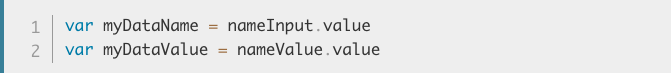 1 var myDataName = nameInput.value
2 var myDataValue = nameValue.value